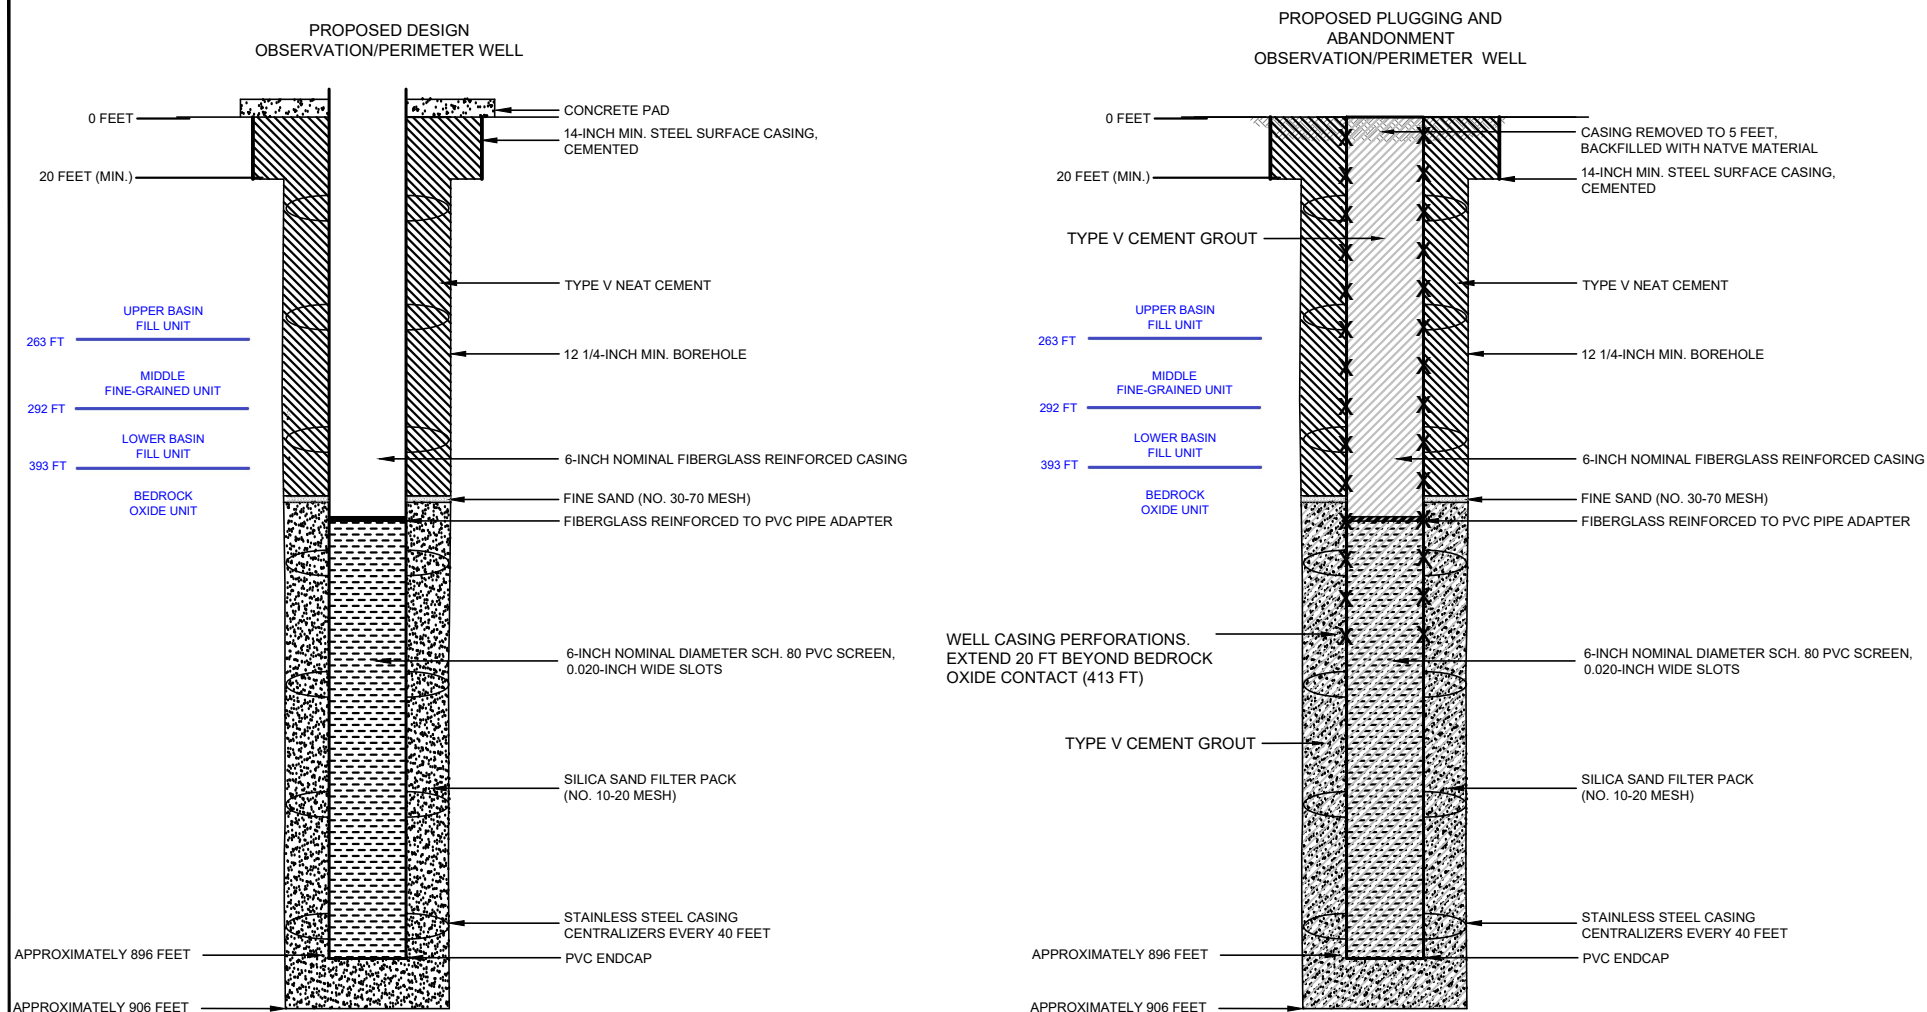 PROPOSED DESIGN
OBSERVATION/PERIMETER WELL
0 FEET
20 FEET (MIN.)
UPPER BASIN
FILL UNIT
263 FT
MIDDLE
FINE-GRAINED UNIT
292 FT
LOWER BASIN
FILL UNIT
393 FT
BEDROCK
OXIDE UNIT
APPROXIMATELY 896 FEET
APPROXIMATELY 906 FEET
CONCRETE PAD
14-INCH MIN. STEEL SURFACE CASING,
CEMENTED
TYPE V NEAT CEMENT
12 1/4-INCH MIN. BOREHOLE
6-INCH NOMINAL FIBERGLASS REINFORCED CASING
FINE SAND (NO. 30-70 MESH)
FIBERGLASS REINFORCED TO PVC PIPE ADAPTER
6-INCH NOMINAL DIAMETER SCH. 80 PVC SCREEN,
0.020-INCH WIDE SLOTS
SILICA SAND FILTER PACK
(NO. 10-20 MESH)
STAINLESS STEEL CASING
CENTRALIZERS EVERY 40 FEET
PVC ENDCAP
PROPOSED PLUGGING AND
ABANDONMENT
OBSERVATION/PERIMETER WELL
0 FEET
20 FEET (MIN.)
TYPE V CEMENT GROUT
UPPER BASIN
FILL UNIT
263 FT
MIDDLE
FINE-GRAINED UNIT
292 FT
LOWER BASIN
FILL UNIT
393 FT
BEDROCK
OXIDE UNIT
WELL CASING PERFORATIONS.
EXTEND 20 FT BEYOND BEDROCK
OXIDE CONTACT (413 FT)
TYPE V CEMENT GROUT
APPROXIMATELY 896 FEET
APPROXIMATELY 906 FEET
CASING REMOVED TO 5 FEET,
BACKFILLED WITH NATVE MATERIAL
14-INCH MIN. STEEL SURFACE CASING,
CEMENTED
TYPE V NEAT CEMENT
12 1/4-INCH MIN. BOREHOLE
6-INCH NOMINAL FIBERGLASS REINFORCED CASING
FINE SAND (NO. 30-70 MESH)
FIBERGLASS REINFORCED TO PVC PIPE ADAPTER
6-INCH NOMINAL DIAMETER SCH. 80 PVC SCREEN,
0.020-INCH WIDE SLOTS
SILICA SAND FILTER PACK
(NO. 10-20 MESH)
STAINLESS STEEL CASING
CENTRALIZERS EVERY 40 FEET
PVC ENDCAP